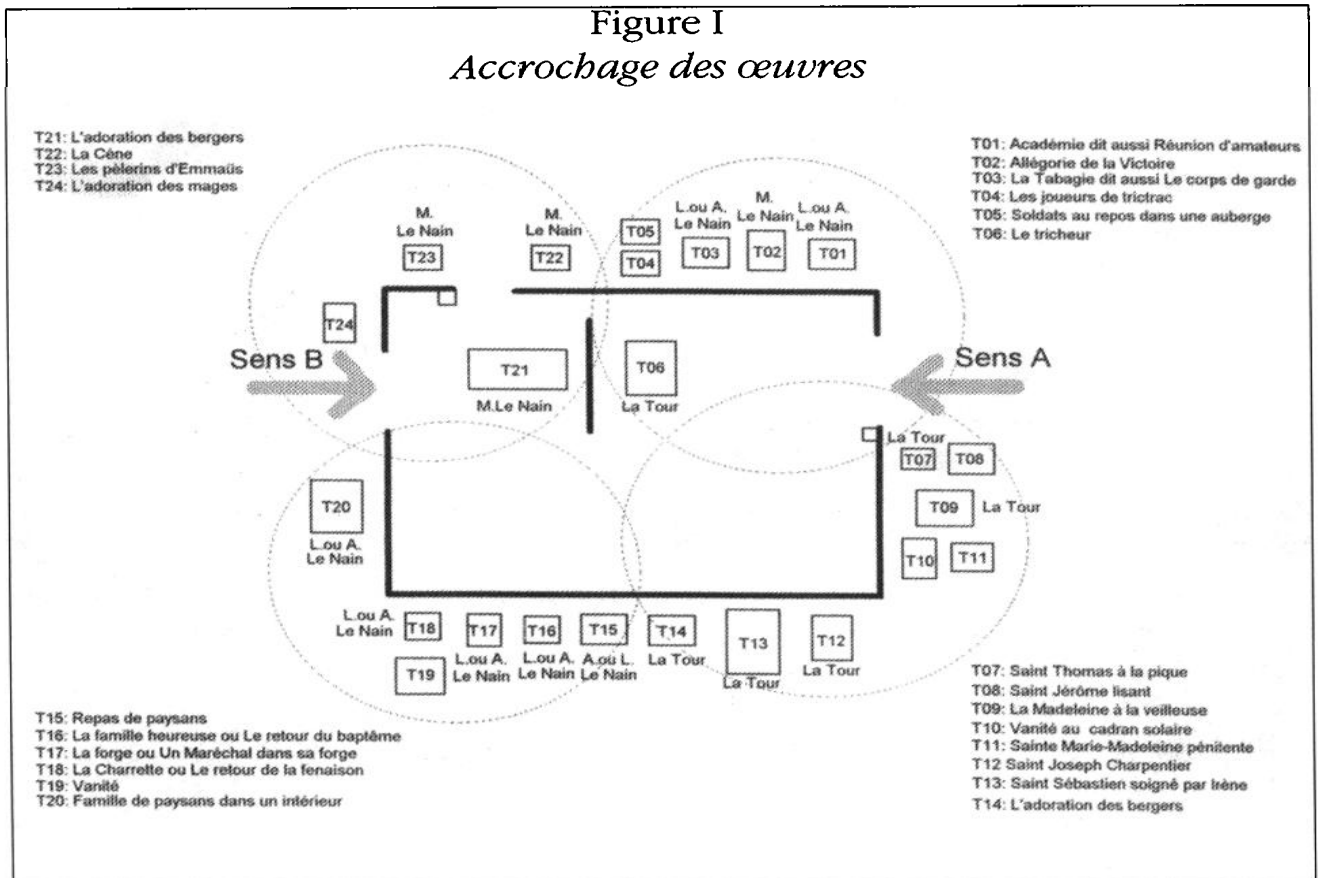 Figure I
Accrochage des œuvres
T21: L'adoration des bergers
T22: La Cène
T23: Les pèlerins d'Emmaüs
T24: L'adoration des mages
T01: Académie dit aussi Réunion d'amateurs
T02: Allégorie de la Victoire
T03: La Tabagie dit aussi Le corps de garde
T04: Les joueurs de trictrac
T05: Soldats au repos dans une auberge
T06: Le tricheur
M.
Le Nain
T23
M.
Le Nain
T22
T05
T04
L.ou A.
Le Nain
T03
M.
Le Nain
T02
L.ou A.
Le Nain
T01
T24
Sens B
T21
M.Le Nain
T06
La Tour
Sens A
La Tour
T07
T08
T09
La Tour
T10
T11
T20
L.ou A.
Le Nain
L.ou A.
Le Nain
T18
T19
T17
L.ou A.
Le Nain
T16
L.ou A.
Le Nain
T15
A.ou L.
Le Nain
T14
La Tour
T13
La Tour
T12
La Tour
T15: Repas de paysans
T16: La famille heureuse ou Le retour du baptême
T17: La forge ou Un Maréchal dans sa forge
T18: La Charrette ou Le retour de la fenaison
T19: Vanité
T20: Famille de paysans dans un intérieur
T07: Saint Thomas à la pique
T08: Saint Jérôme lisant
T09: La Madeleine à la veilleuse
T10: Vanité au cadran solaire
T11: Sainte Marie-Madeleine pénitente
T12 Saint Joseph Charpentier
T13: Saint Sébastien soigné par Irène
T14: L'adoration des bergers